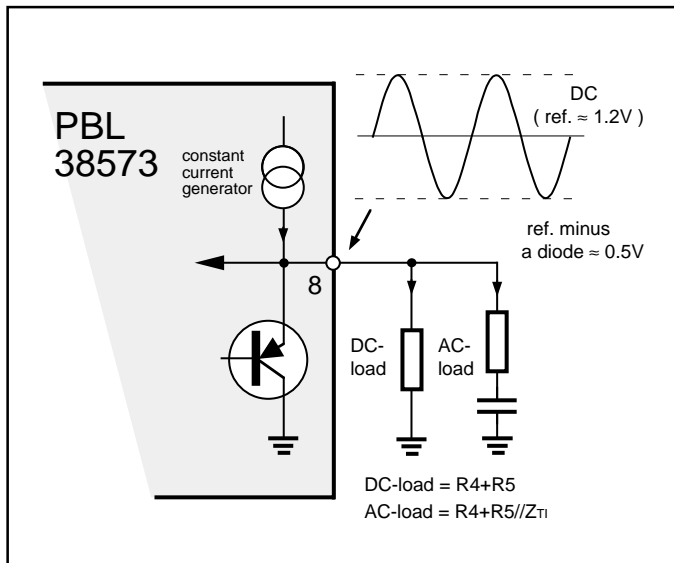 PBL
38573
constant
current
generator
DC
( ref. ≈ 1.2V )
ref. minus
a diode ≈ 0.5V
8
DC-
load
AC-
load
DC-load = R4+R5
AC-load = R4+R5//ZTI